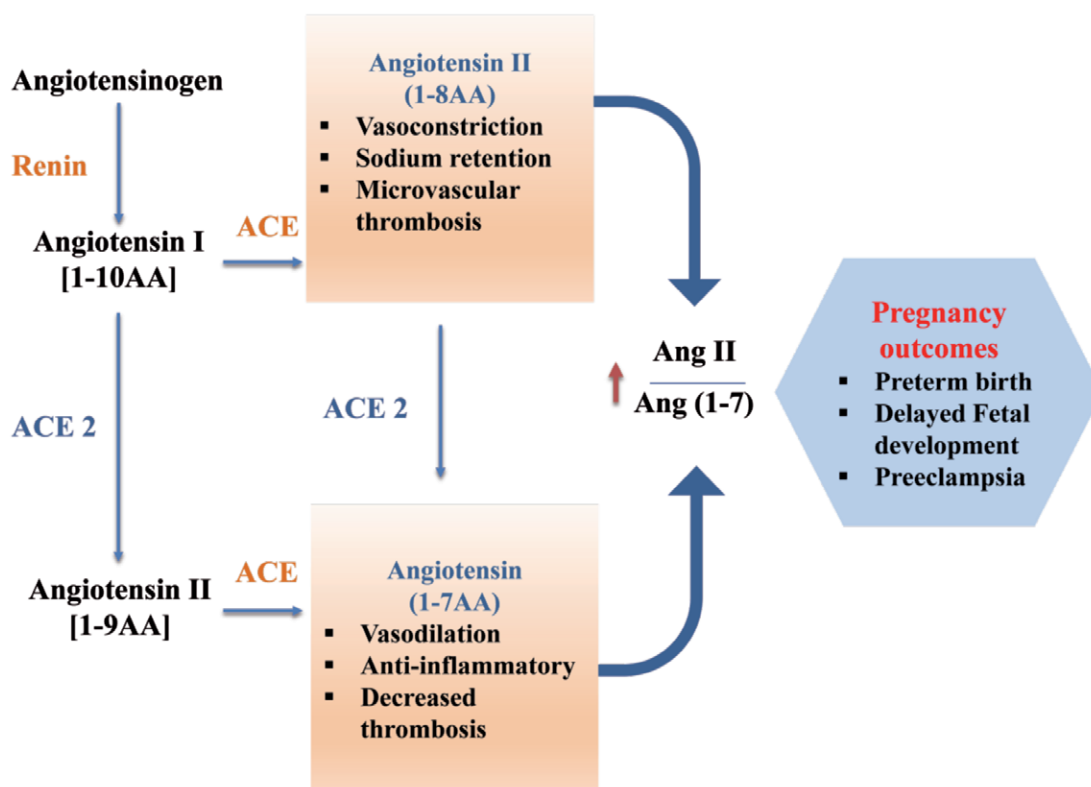 Angiotensinogen
Renin
Angiotensin I
[1-10AA]
ACE
Angiotensin II
(1-8AA)
▪ Vasoconstriction
▪ Sodium retention
▪ Microvascular
thrombosis
ACE 2
ACE 2
Angiotensin II
[1-9AA]
ACE
Angiotensin
(1-7AA)
▪ Vasodilation
▪ Anti-inflammatory
▪ Decreased
thrombosis
Ang II
Ang (1-7)
Pregnancy
outcomes
▪ Preterm birth
▪ Delayed Fetal
development
▪ Preeclampsia